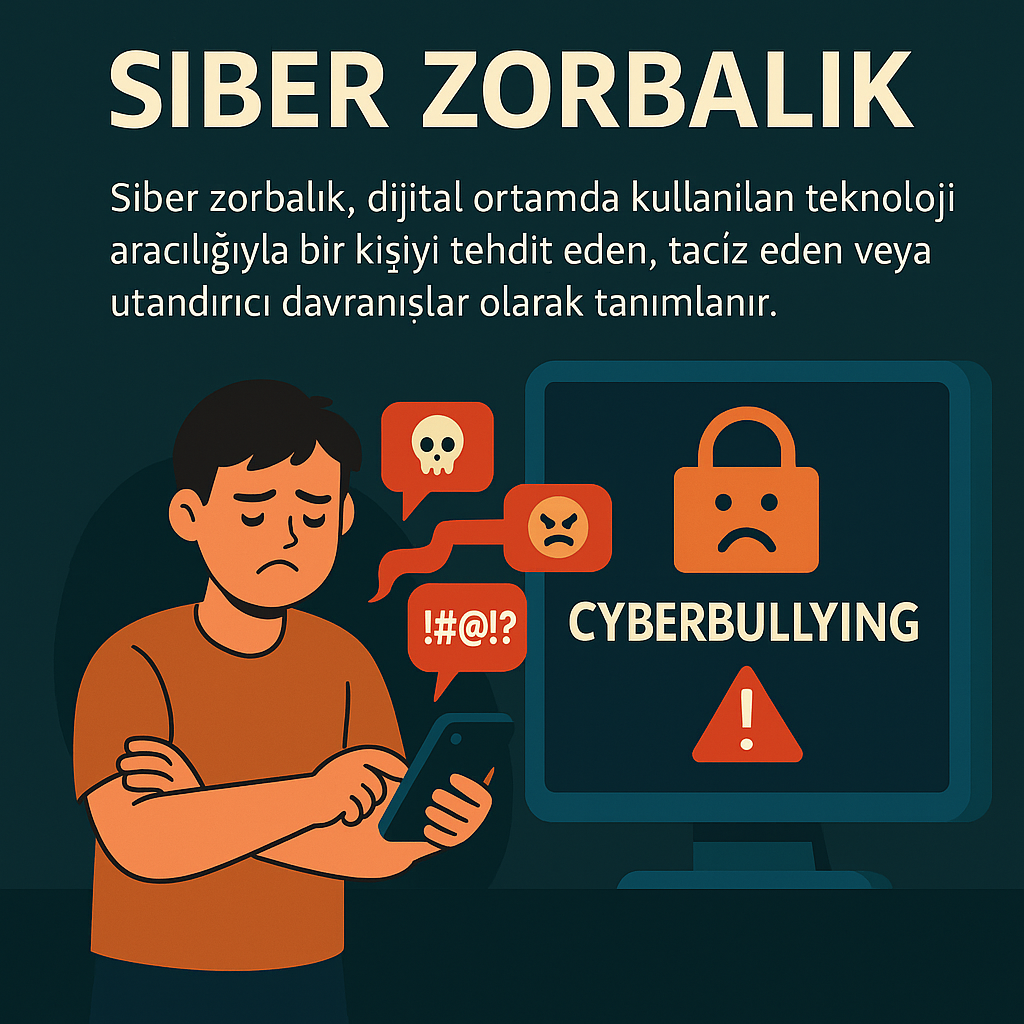 SIBER ZORBALIK
Siber zorbalık, dijital ortamda kullanilan teknoloji
aracılığıyla bir kişiyi tehdit eden, tacíz eden veya
utandırıcı davranışlar olarak tanımlanır.
!#@!?
CYBERBULLYING
!